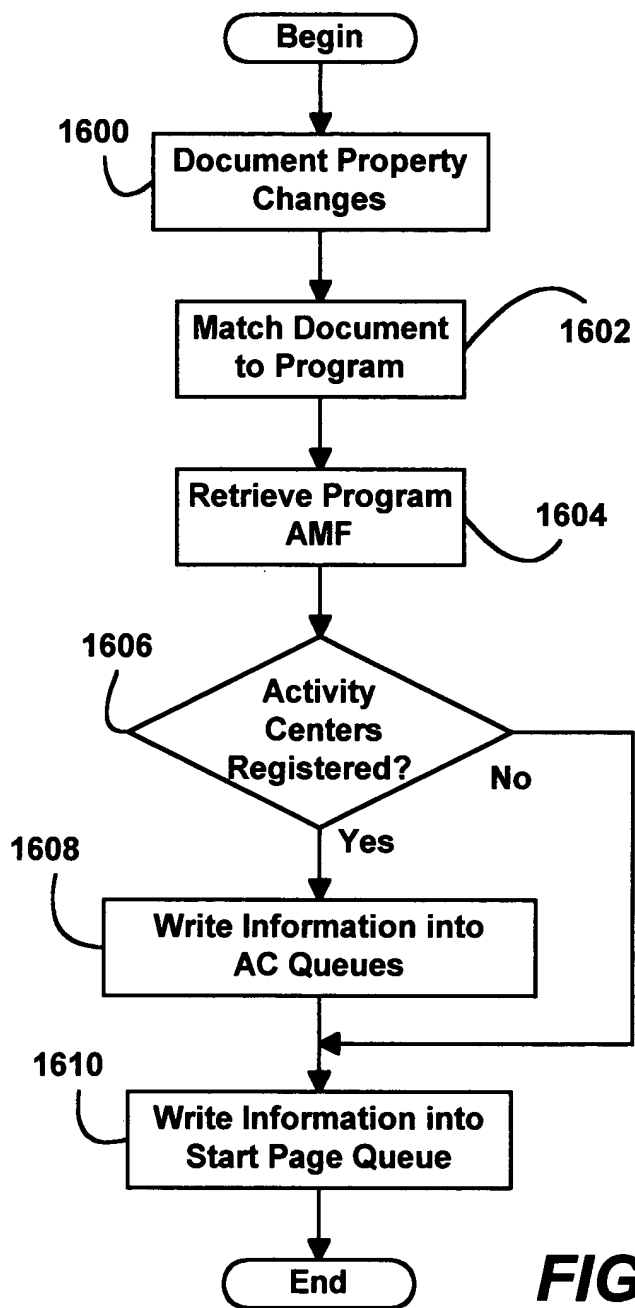 Begin
1600
Document Property
Changes
Match Document
to Program
1602
Retrieve Program
AMF
1604
1606
Activity
Centers
Registered?
No
Yes
1608
Write Information into
AC Queues
1610
Write Information into
Start Page Queue
End
FIG